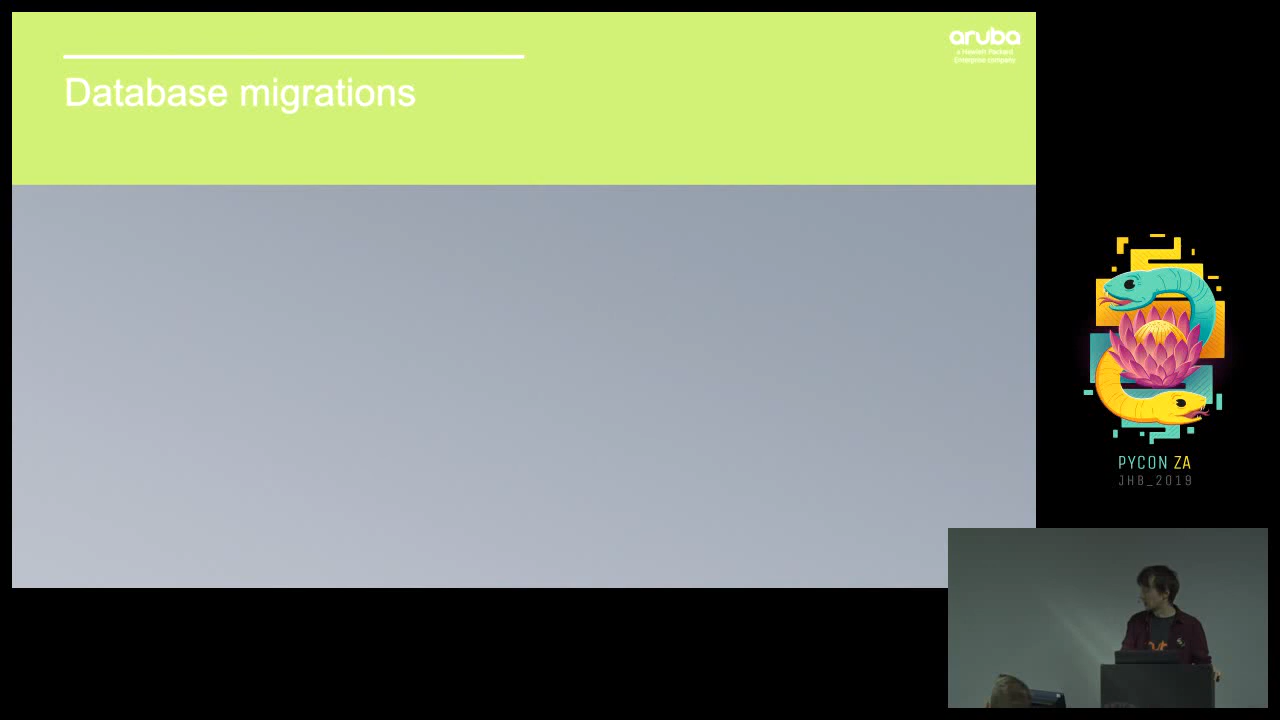 Database migrations
aruba
a Hewlett Packard
Enterprise company
PYCON ZA
JHB_2019